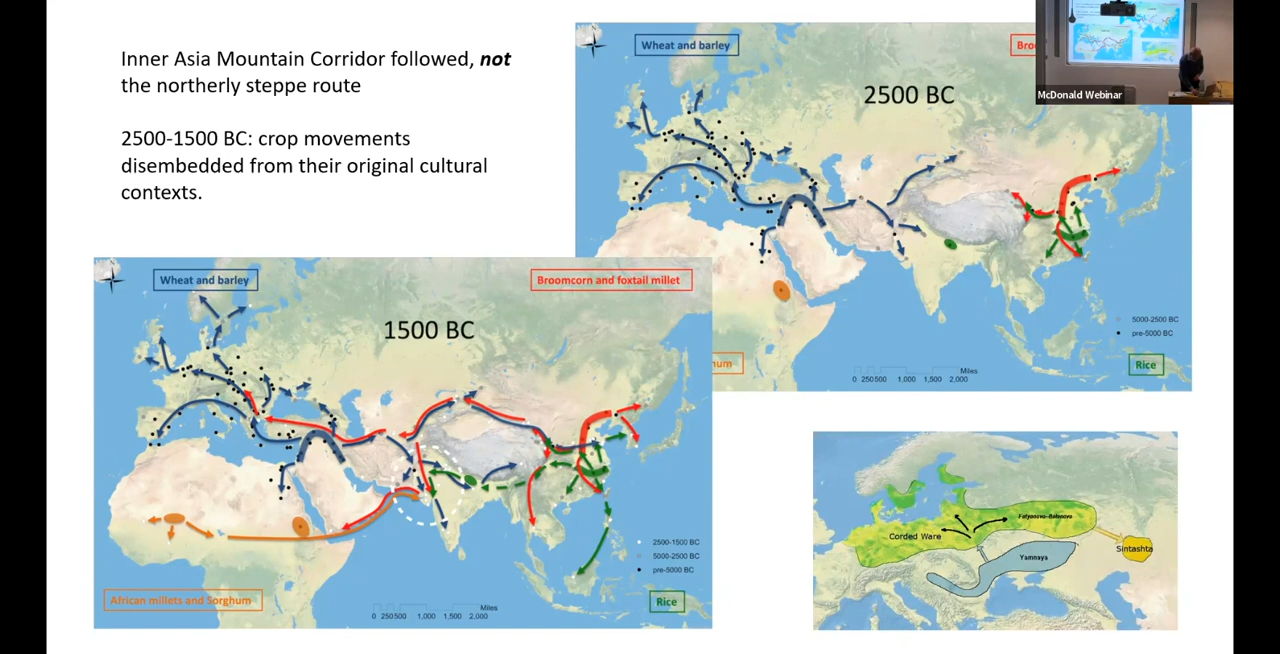 Inner Asia Mountain Corridor followed, not
the northerly steppe route
2500-1500 BC: crop movements
disembedded from their original cultural
contexts.
Wheat and barley
2500 BC
McDonald Webinar
5000-2500 BC
pre-5000 BC
Miles
0 250 500 1,000 1,500 2,000
Rice
Wheat and barley
Broomcorn and foxtail millet
1500 BC
2500-1500 BC
5000-2500 BC
pre-5000 BC
Miles
0 250 500 1,000 1,500 2,000
African millets and Sorghum
Rice
Corded Ware
Fatyanovo-Balanovo
Yamnaya
Sintashta